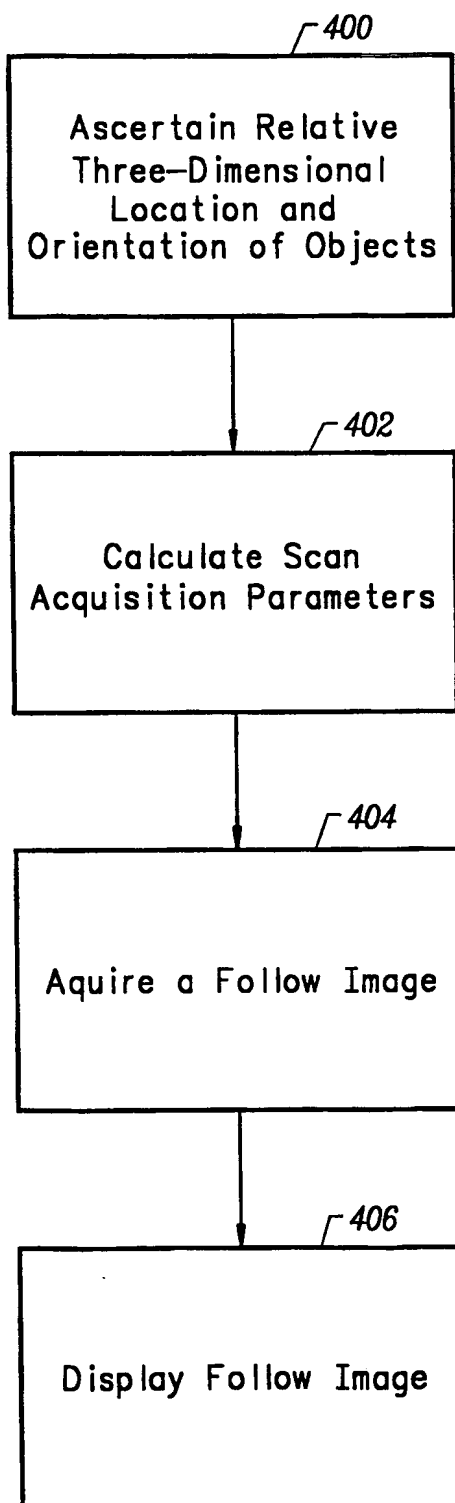 400
Ascertain Relative
Three-Dimensional
Location and
Orientation of Objects
402
Calculate Scan
Acquisition Parameters
404
Aquire a Follow Image
406
Display Follow Image